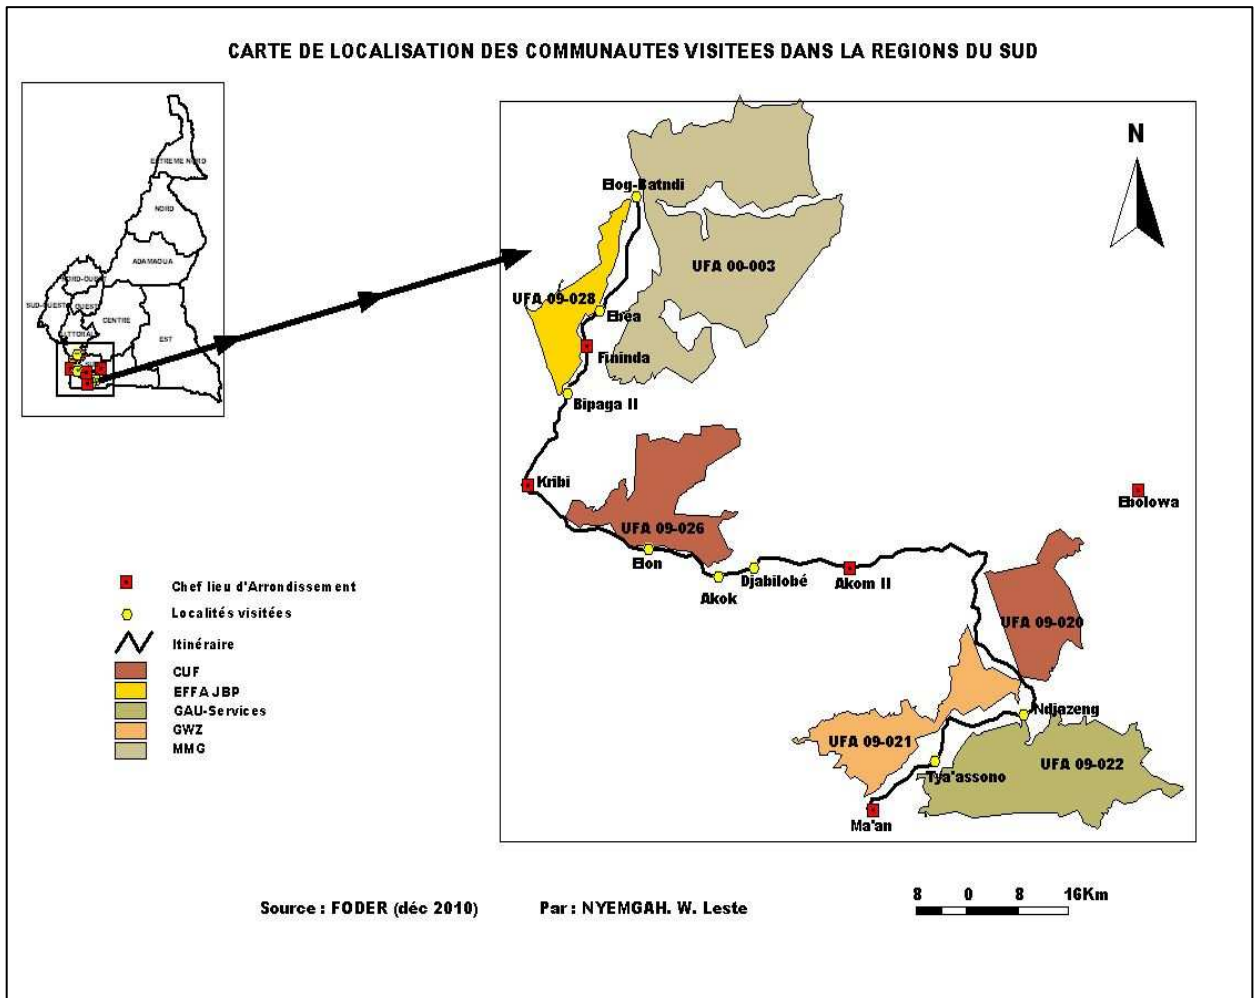 CARTE DE LOCALISATION DES COMMUNAUTES VISITEES DANS LA REGIONS DU SUD
EXTREME NORD
NORD
ADAMAOUA
NORD-OUEST
SUD-OUEST
OUEST
CENTRE
LITTORAL
EST
N
Elog-Batndi
UFA 00-003
UFA 09-028
Ebéa
Fininda
Bipaga II
Kribi
Ebolowa
UFA 09-026
Elon
Akok
Djabilobé
Akom II
UFA 09-020
Ndjazeng
UFA 09-021
Tya'assono
UFA 09-022
Ma'an
Chef lieu d'Arrondissement
Localités visitées
Itinéraire
CUF
EFFA JBP
GAU-Services
GWZ
MMG
Source : FODER (déc 2010)
Par : NYEMGAH. W. Leste
8 0 8 16Km